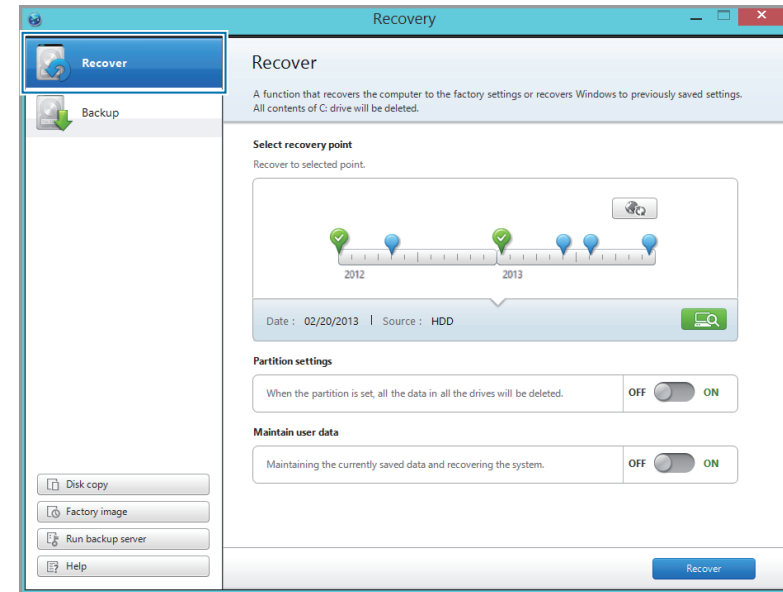 Recovery
Recover
Backup
Recover
A function that recovers the computer to the factory settings or recovers Windows to previously saved settings.
All contents of C: drive will be deleted.
Select recovery point
Recover to selected point.
2012 2013
Date : 02/20/2013 | Source : HDD
Partition settings
When the partition is set, all the data in all the drives will be deleted. OFF ON
Maintain user data
Maintaining the currently saved data and recovering the system. OFF ON
Disk copy
Factory image
Run backup server
Help
Recover